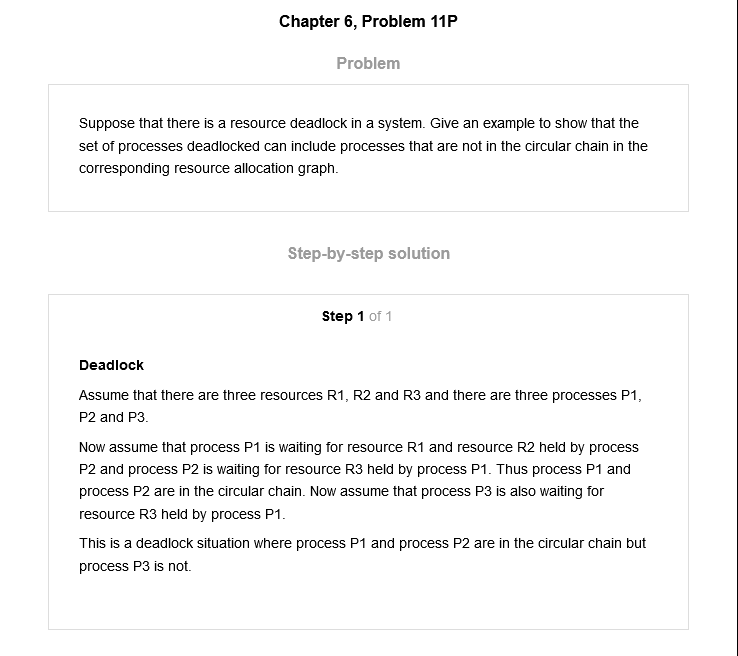 Chapter 6, Problem 11P
Problem
Suppose that there is a resource deadlock in a system. Give an example to show that the
set of processes deadlocked can include processes that are not in the circular chain in the
corresponding resource allocation graph.
Step-by-step solution
Step 1 of 1
Deadlock
Assume that there are three resources R1, R2 and R3 and there are three processes P1,
P2 and P3.
Now assume that process P1 is waiting for resource R1 and resource R2 held by process
P2 and process P2 is waiting for resource R3 held by process P1. Thus process P1 and
process P2 are in the circular chain. Now assume that process P3 is also waiting for
resource R3 held by process P1.
This is a deadlock situation where process P1 and process P2 are in the circular chain but
process P3 is not.